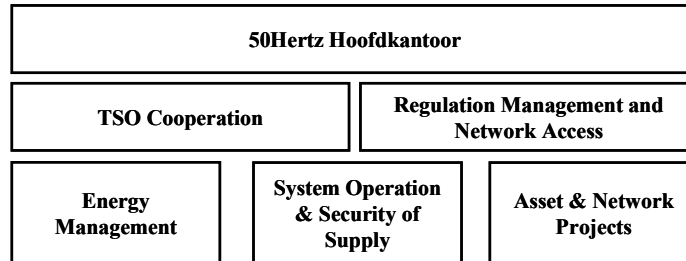 50Hertz Hoofdkantoor
TSO Cooperation
Regulation Management and
Network Access
Energy
Management
System Operation
& Security of
Supply
Asset & Network
Projects